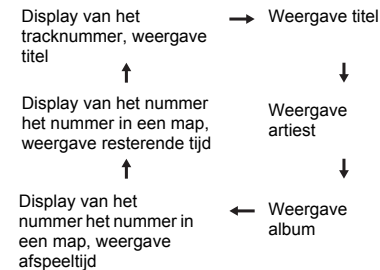 Display van het
tracknummer, weergave
titel
Weergave titel
Display van het nummer
het nummer in een map,
weergave resterende tijd
Weergave
artiest
Display van het
nummer het nummer in
een map, weergave
afspeeltijd
Weergave
album